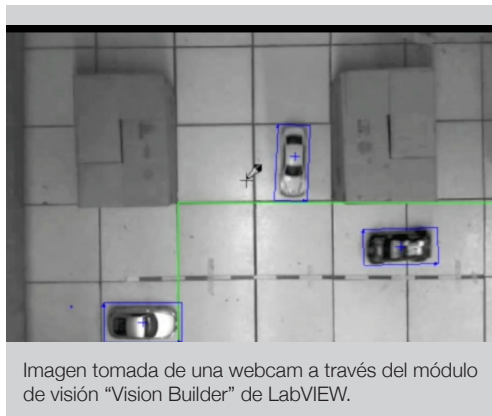 Imagen tomada de una webcam a través del módulo
de visión “Vision Builder” de LabVIEW.